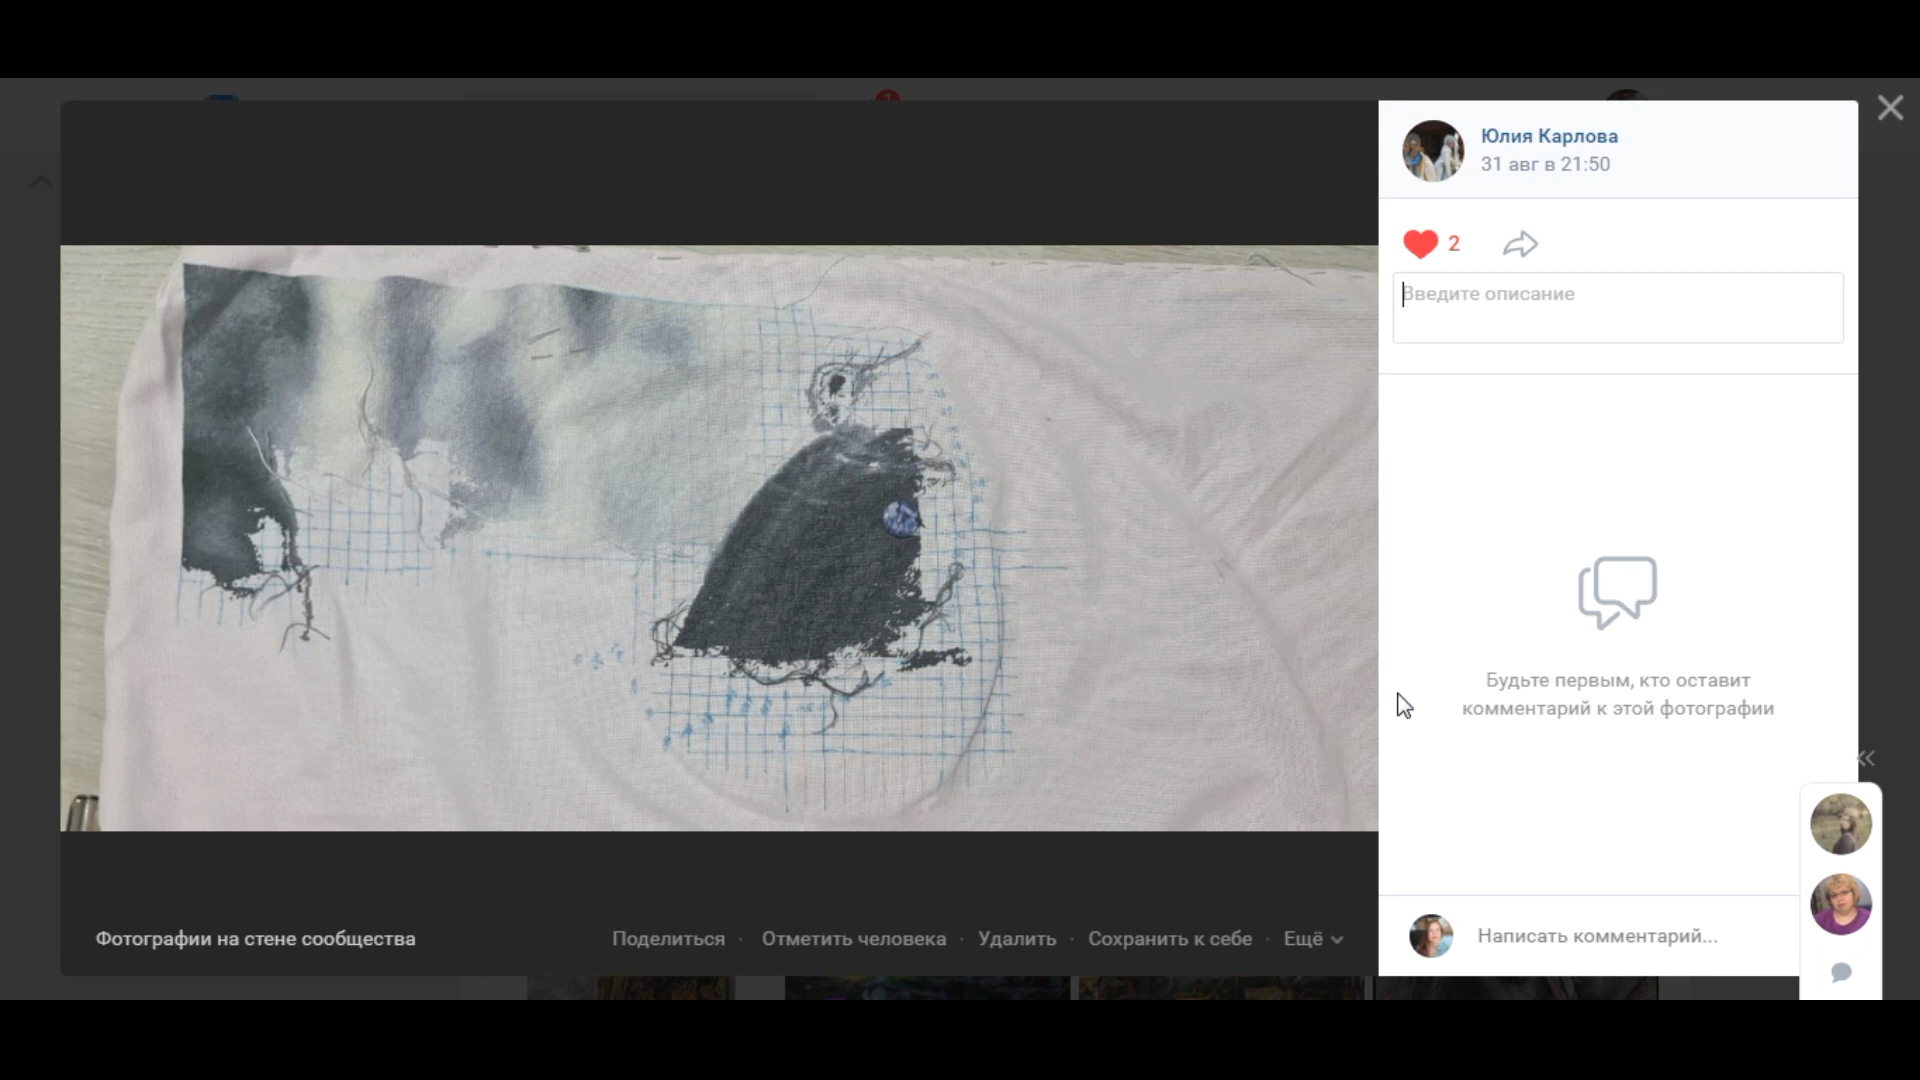 1
Юлия Карлова
31 авг в 21:50
2
Введите описание
Будьте первым, кто оставит
комментарий к этой фотографии
Фотографии на стене сообщества
Поделиться · Отметить человека · Удалить · Сохранить к себе · Ещё
Написать комментарий...